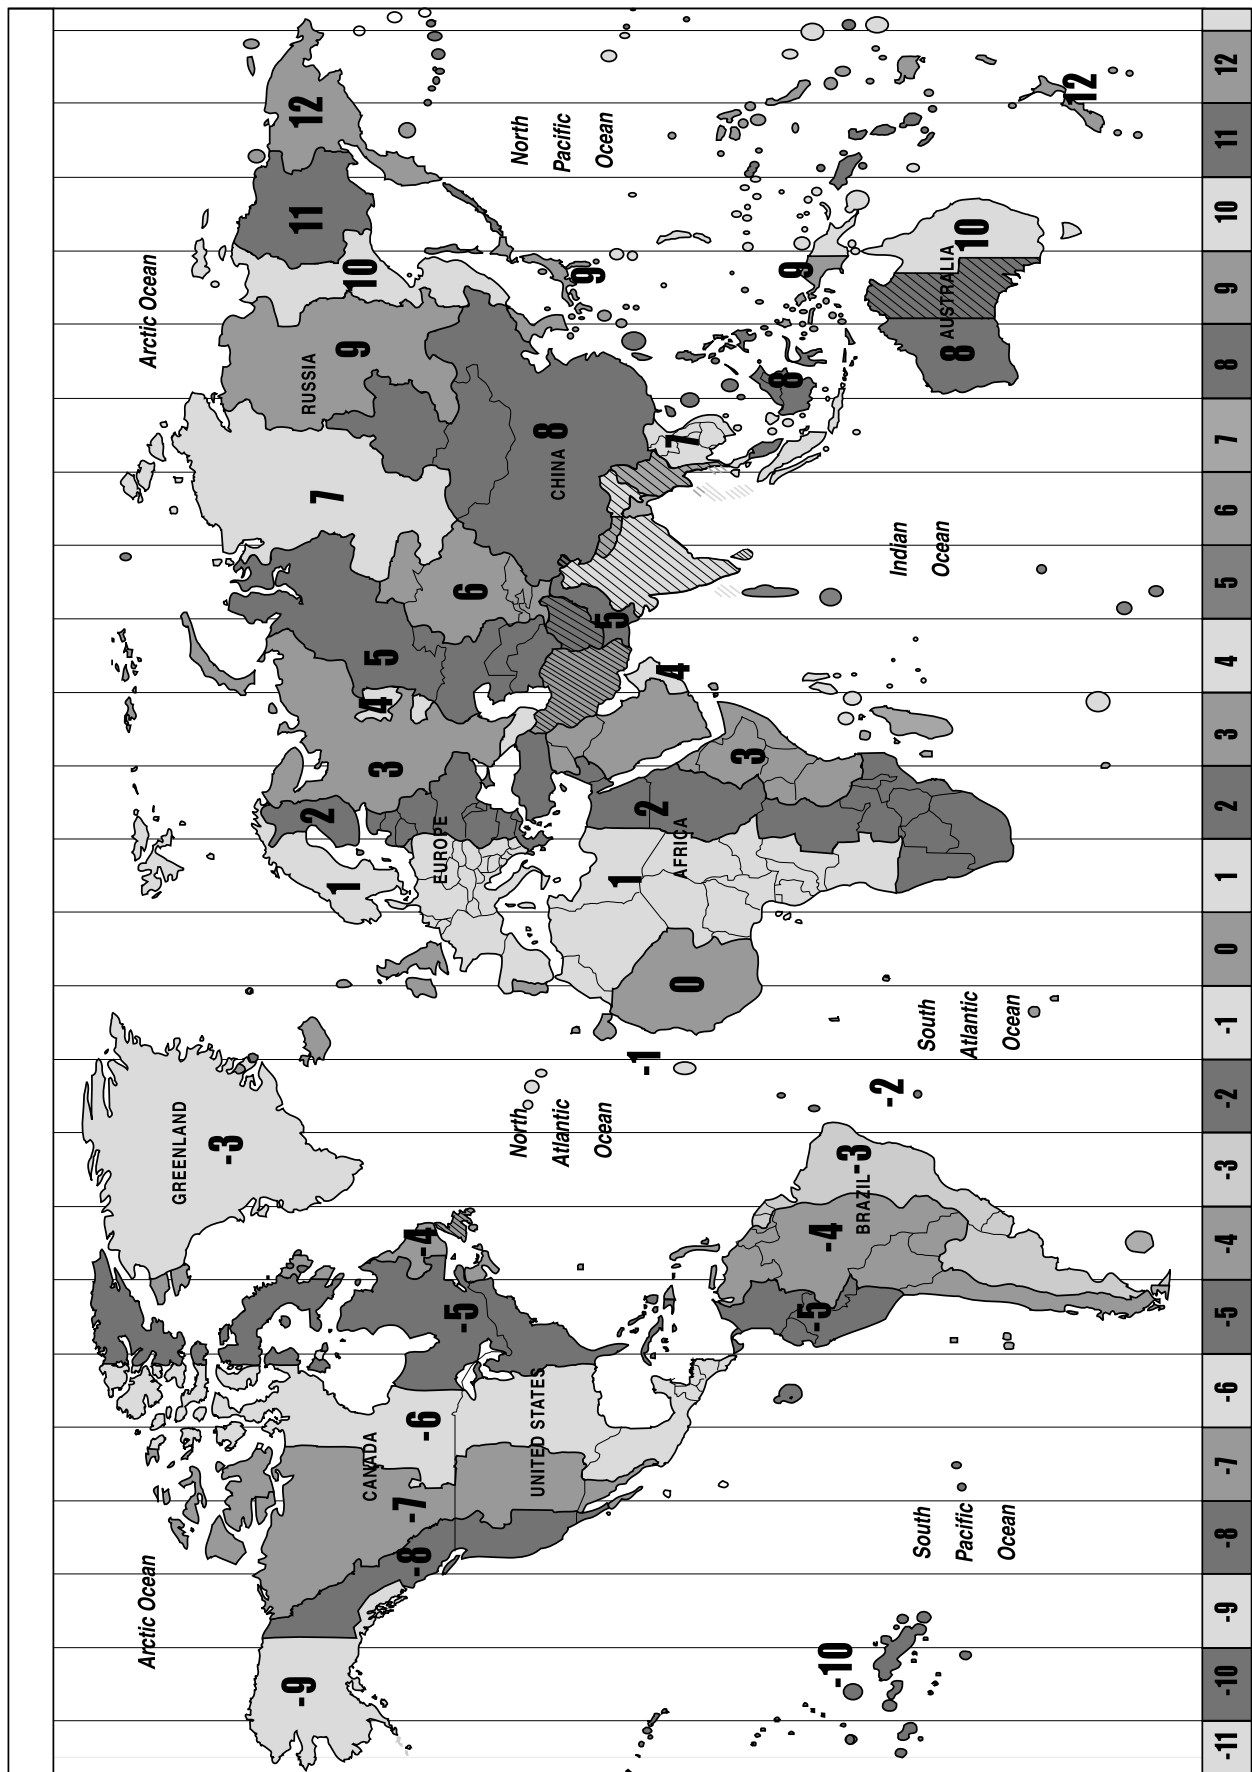 Arctic Ocean
Arctic Ocean
GREENLAND
-3
-9
RUSSIA
11
12
2
7
1
9
10
CANADA
3
4
5
-8
-7
-6
-4
EUROPE
-5
6
North
Atlantic
Ocean
North
Pacific
Ocean
UNITED STATES
CHINA
8
9
1
5
-1
2
4
AFRICA
0
7
3
8
9
-5
-4
-10
-3
BRAZIL
-2
Indian
Ocean
South
Pacific
Ocean
South
Atlantic
Ocean
AUSTRALIA
8
10
12
-11 -10 -9 -8 -7 -6 -5 -4 -3 -2 -1 0 1 2 3 4 5 6 7 8 9 10 11 12